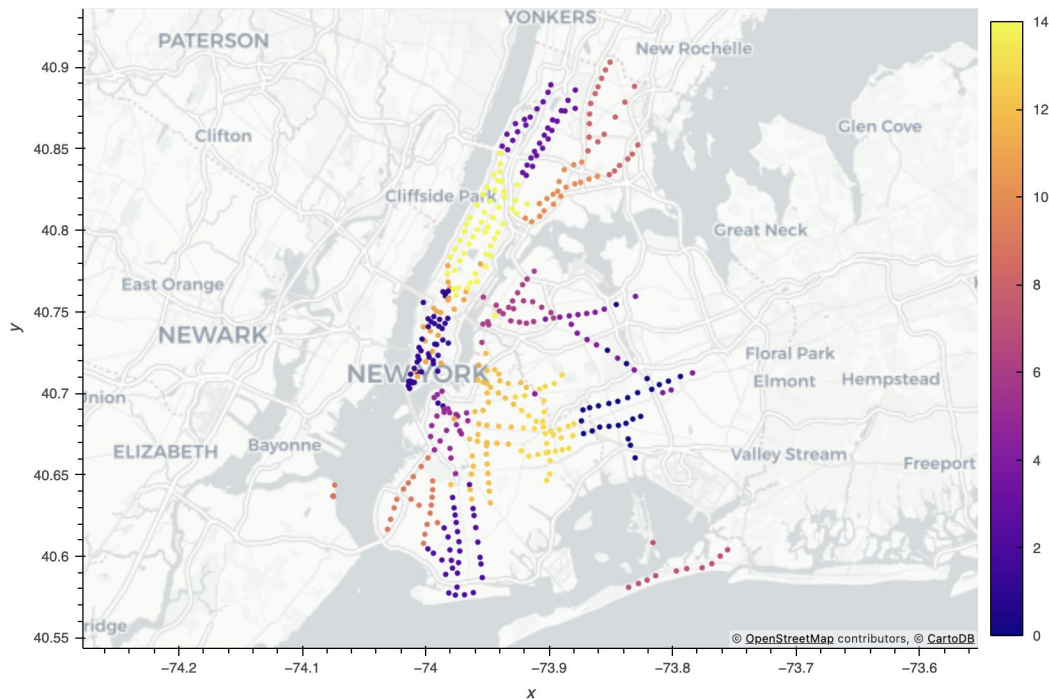 YONKERS
PATERSON
New Rochelle
Clifton
Glen Cove
Cliffside Park
Great Neck
East Orange
NEWARK
NEW YORK
Floral Park
Elmont
Hempstead
Union
ELIZABETH
Bayonne
Valley Stream
Freeport
ridge
© OpenStreetMap contributors, © CartoDB
40.9
40.85
40.8
40.75
40.7
40.65
40.6
40.55
y
−74.2
−74.1
−74
−73.9
−73.8
−73.7
−73.6
x
14
12
10
8
6
4
2
0